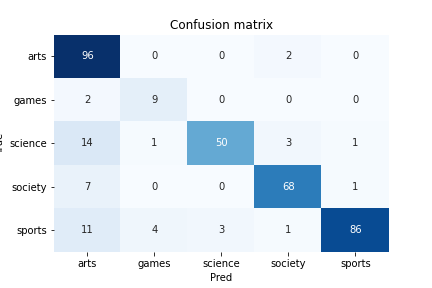 Confusion matrix
arts 96 0 0 2 0
games 2 9 0 0 0
science 14 1 50 3 1
society 7 0 0 68 1
sports 11 4 3 1 86
arts games science society sports
Pred